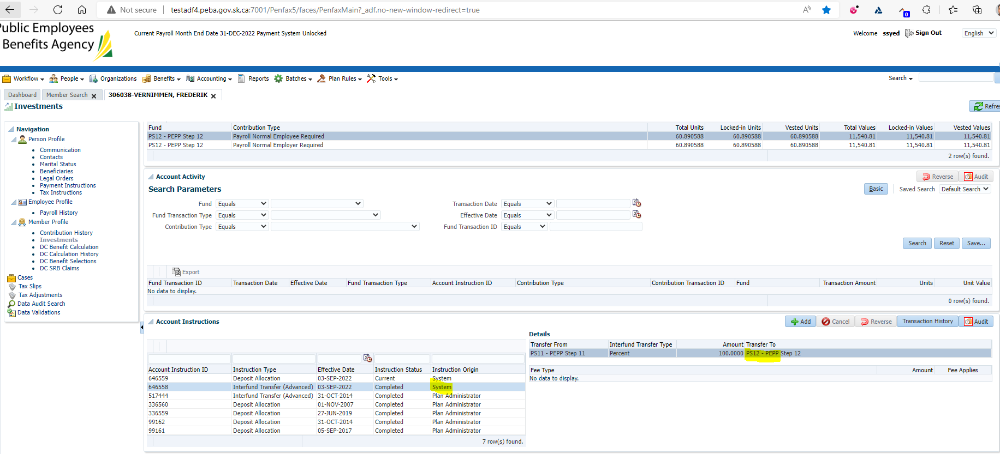 Not secure testadf4.peba.gov.sk.ca:7001/Penfax5/faces/PenfaxMain?_adf.no-new-window-redirect=true
0
Public Employees
Benefits Agency
Current Payroll Month End Date 31-DEC-2022 Payment System Unlocked
Welcome ssyed Sign Out English
Workflow People Organizations Benefits Accounting Reports Batches Plan Rules Tools Search
Dashboard Member Search 306038-VERNIMMEN, FREDERIK
Investments Refres
Navigation
Person Profile
Communication
Contacts
Marital Status
Beneficiaries
Legal Orders
Payment Instructions
Tax Instructions
Employee Profile
Payroll History
Member Profile
Contribution History
Investments
DC Benefit Calculation
DC Calculation History
DC Benefit Selections
DC SRB Claims
Cases
Tax Slips
Tax Adjustments
Data Audit Search
Data Validations
Fund Contribution Type Total Units Locked-in Units Vested Units Total Values Locked-in Values Vested Values
PS12 - PEPP Step 12 Payroll Normal Employee Required 60.890588 60.890588 60.890588 11,540.81 11,540.81 11,540.81
PS12 - PEPP Step 12 Payroll Normal Employer Required 60.890588 60.890588 60.890588 11,540.81 11,540.81 11,540.81
2 row(s) found.
Account Activity Reverse Audit
Search Parameters Basic Saved Search Default Search
Fund Equals Transaction Date Equals
Fund Transaction Type Equals Effective Date Equals
Contribution Type Equals Fund Transaction ID Equals
Search Reset Save...
Export
Fund Transaction ID Transaction Date Effective Date Fund Transaction Type Account Instruction ID Contribution Type Contribution Transaction ID Fund Transaction Amount Units Unit Value
No data to display.
0 row(s) found.
Account Instructions Add Cancel Reverse Transaction History Audit
Account Instruction ID Instruction Type Effective Date Instruction Status Instruction Origin
646559 Deposit Allocation 03-SEP-2022 Current System
646558 Interfund Transfer (Advanced) 03-SEP-2022 Completed System
517444 Interfund Transfer (Advanced) 31-OCT-2014 Completed Plan Administrator
336560 Deposit Allocation 01-NOV-2007 Completed Plan Administrator
336559 Deposit Allocation 27-JUN-2019 Completed Plan Administrator
99162 Deposit Allocation 31-OCT-2014 Completed Plan Administrator
99161 Deposit Allocation 05-SEP-2017 Completed Plan Administrator
7 row(s) found.
Details
Transfer From Interfund Transfer Type Amount Transfer To
PS11 - PEPP Step 11 Percent 100.0000 PS12 - PEPP Step 12
Fee Type Amount Fee Applies
No data to display.